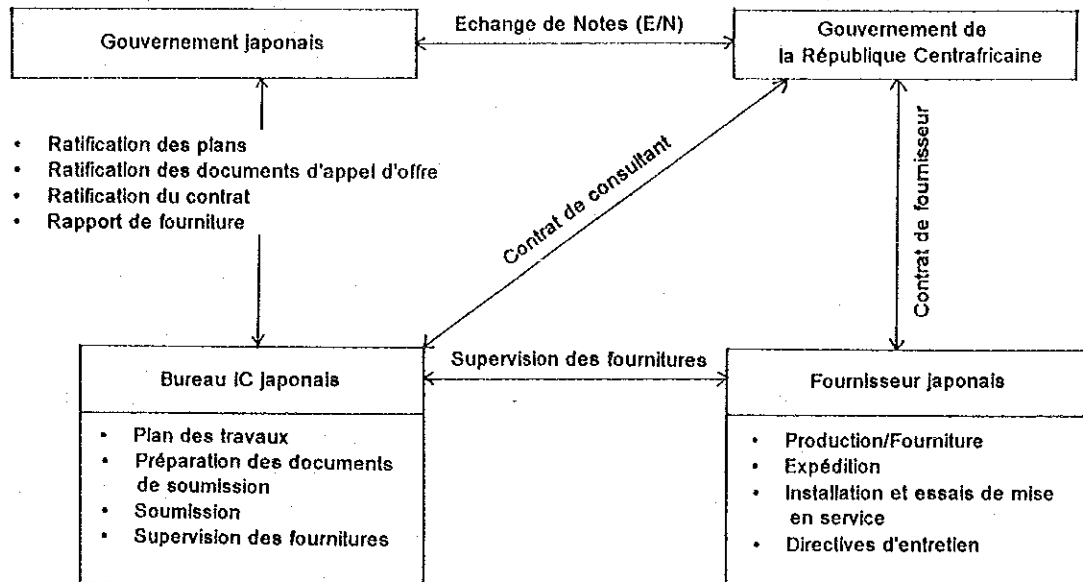 Gouvernement japonais
Echange de Notes (E/N)
Gouvernement de
la République Centrafricaine
• Ratification des plans
• Ratification des documents d'appel d'offre
• Ratification du contrat
• Rapport de fourniture
Contrat de consultant
Contrat de fournisseur
Bureau IC japonais
Supervision des fournitures
Fournisseur japonais
• Plan des travaux
• Préparation des documents
de soumission
• Soumission
• Supervision des fournitures
• Production/Fourniture
• Expédition
• Installation et essais de mise
en service
• Directives d'entretien